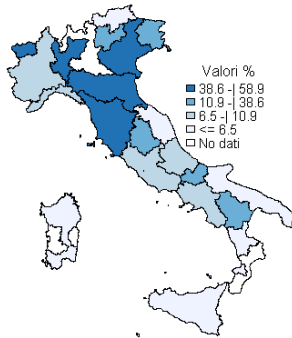 Valori %
38.6 -| 58.9
10.9 -| 38.6
6.5 -| 10.9
<= 6.5
No dati